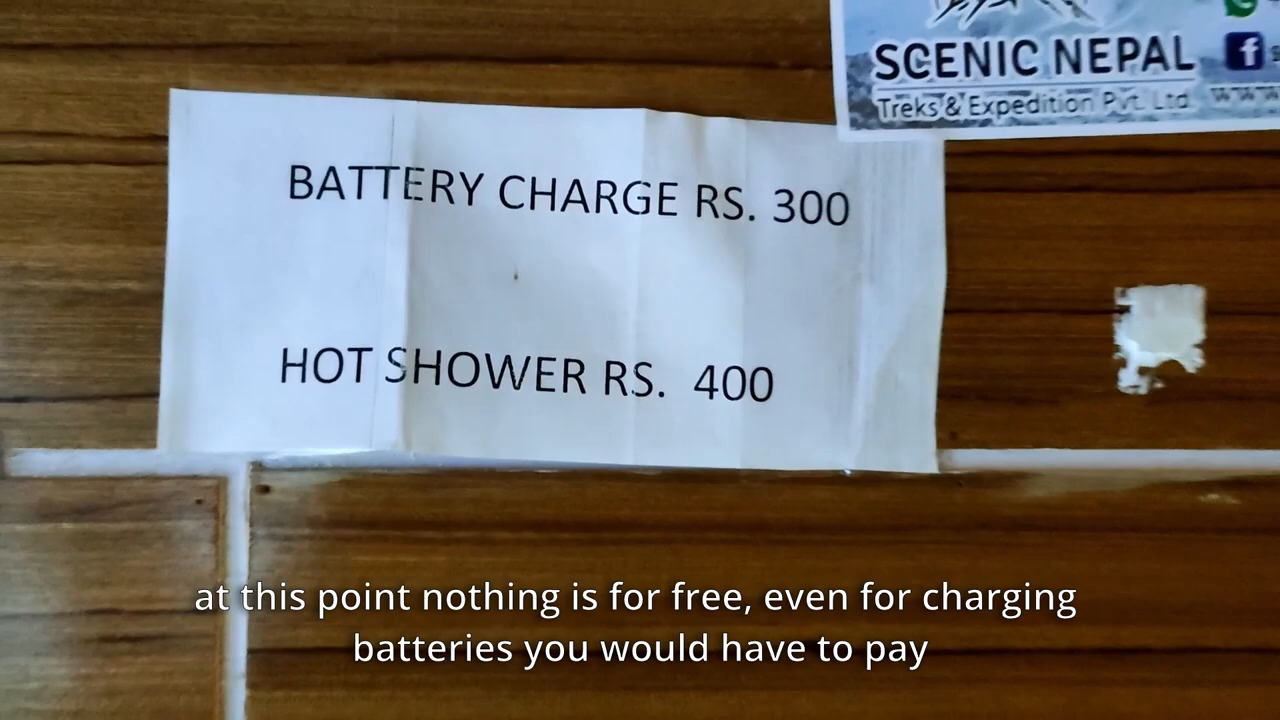 SCENIC NEPAL
Treks & Expedition Pvt. Ltd.
BATTERY CHARGE RS. 300
HOT SHOWER RS. 400
at this point nothing is for free, even for charging
batteries you would have to pay